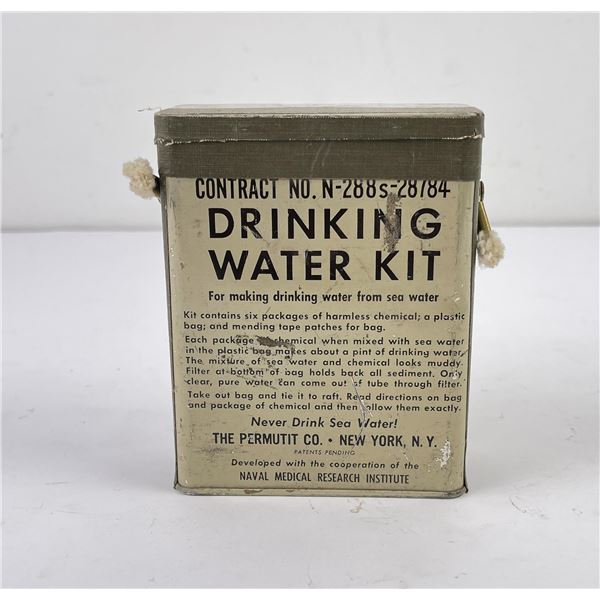 CONTRACT NO. N-288s-28784
DRINKING
WATER KIT
For making drinking water from sea water
Kit contains six packages of harmless chemical; a plastic
bag; and mending tape patches for bag.
Each package chemical when mixed with sea water
in the plastic bag makes about a pint of drinking water.
The mixture of sea water and chemical looks muddy.
Filter at bottom of bag holds back all sediment. Only
clear, pure water can come out of tube through filter.
Take out bag and tie it to raft. Read directions on bag
and package of chemical and then follow them exactly.
Never Drink Sea Water!
THE PERMUTIT CO. • NEW YORK, N. Y.
PATENTS PENDING
Developed with the cooperation of the
NAVAL MEDICAL RESEARCH INSTITUTE